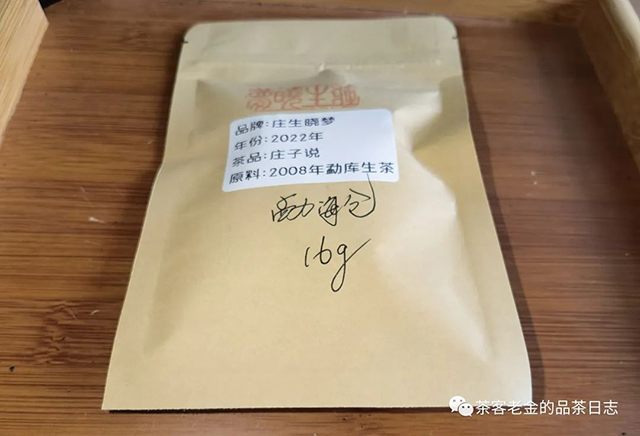 品牌:庄生晓梦
年份:2022年
茶品:庄子说
原料:2008年勐库生茶
勐海仓
16g
茶客老金的品茶日志